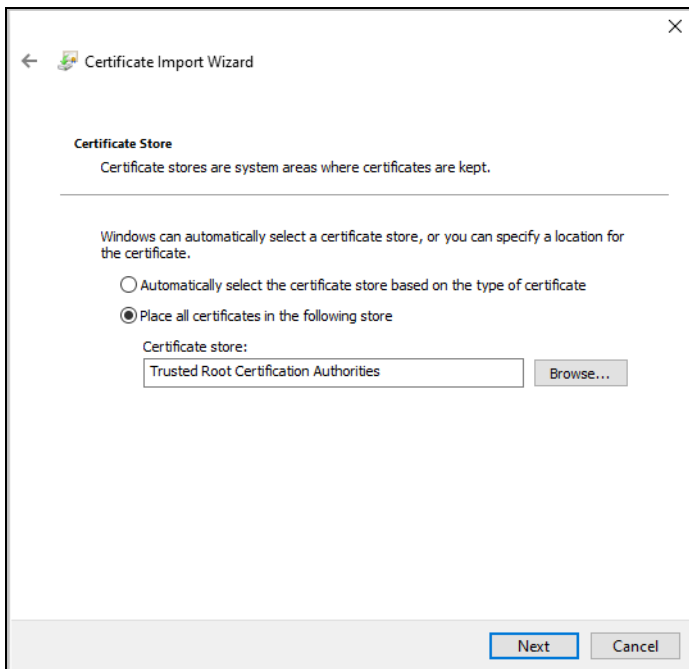 Certificate Import Wizard
Certificate Store
Certificate stores are system areas where certificates are kept.
Windows can automatically select a certificate store, or you can specify a location for
the certificate.
Automatically select the certificate store based on the type of certificate
Place all certificates in the following store
Certificate store:
Trusted Root Certification Authorities
Browse...
Next
Cancel